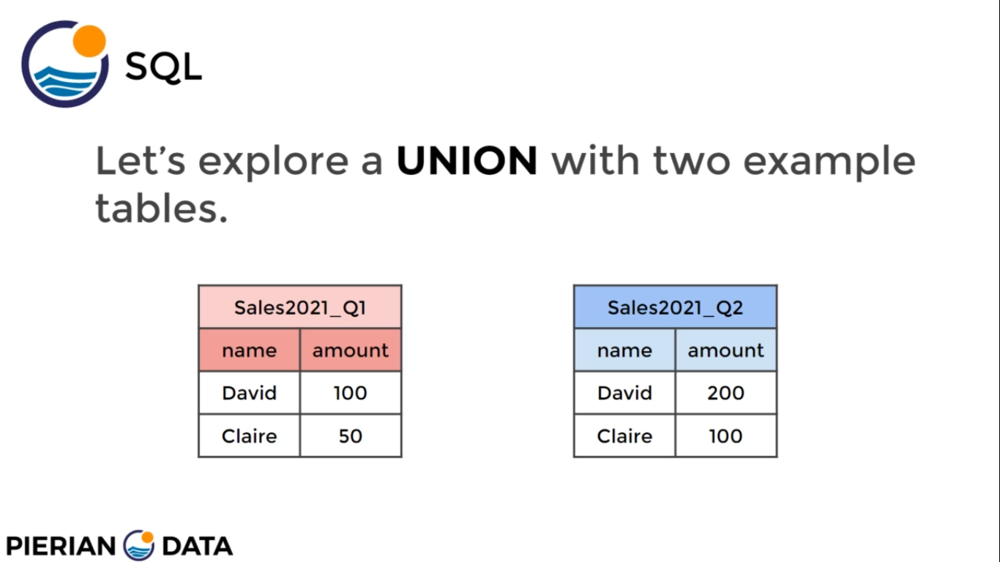 SQL
Let’s explore a UNION with two example
tables.
Sales2021_Q1
name amount
David 100
Claire 50
Sales2021_Q2
name amount
David 200
Claire 100
PIERIAN DATA